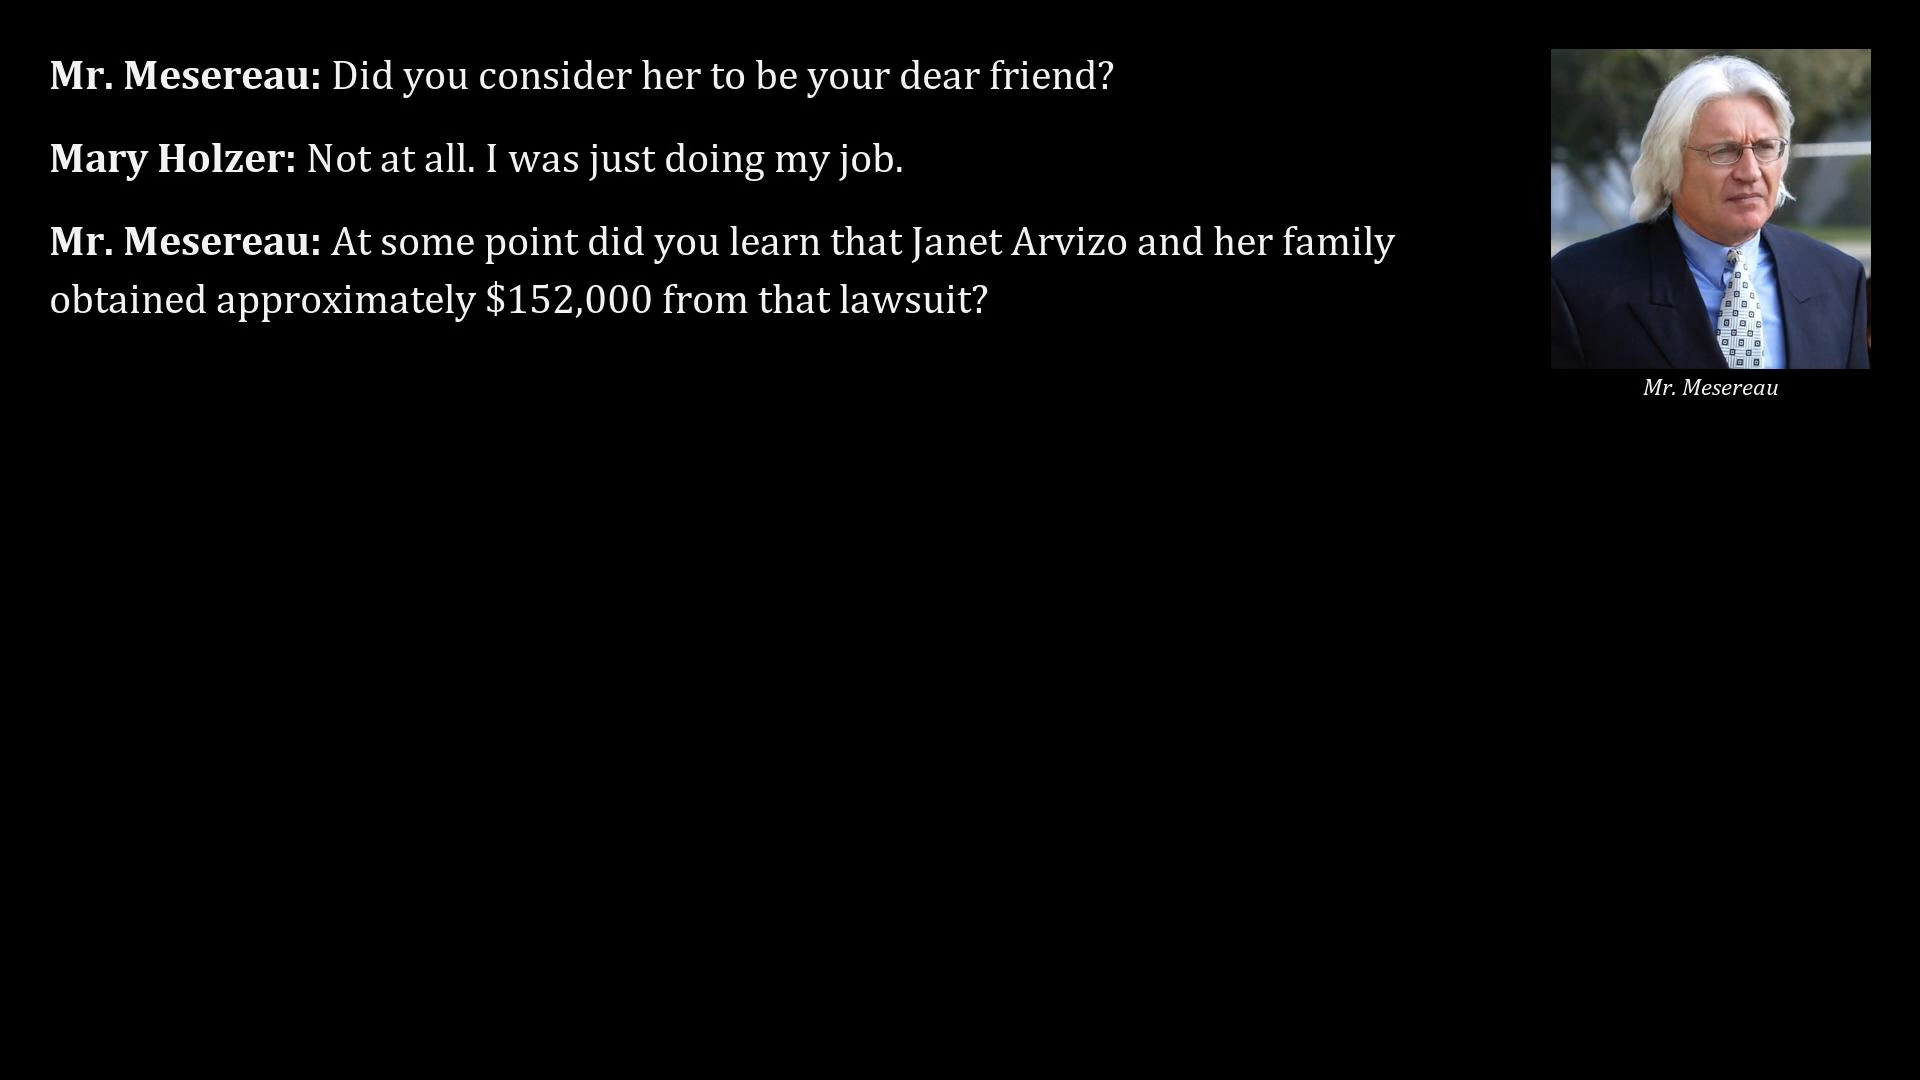 Mr. Mesereau: Did you consider her to be your dear friend?
Mary Holzer: Not at all. I was just doing my job.
Mr. Mesereau: At some point did you learn that Janet Arvizo and her family
obtained approximately $152,000 from that lawsuit?
Mr. Mesereau